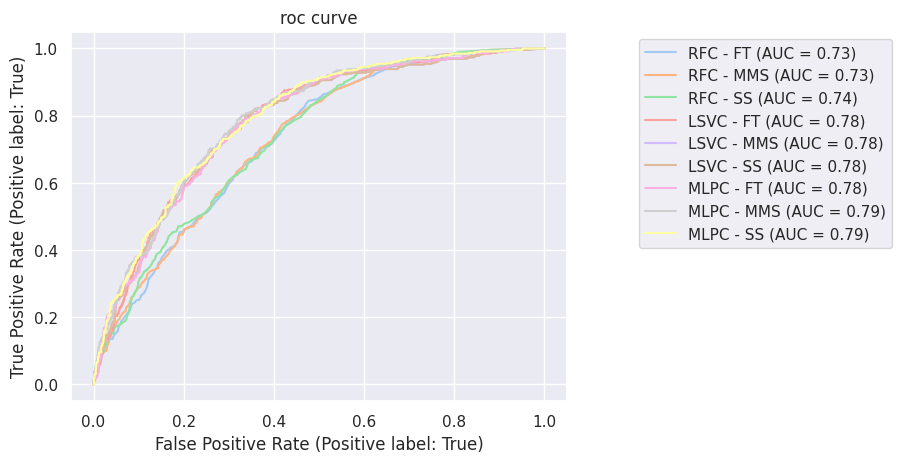 roc curve
RFC - FT (AUC = 0.73)
RFC - MMS (AUC = 0.73)
RFC - SS (AUC = 0.74)
LSVC - FT (AUC = 0.78)
LSVC - MMS (AUC = 0.78)
LSVC - SS (AUC = 0.78)
MLPC - FT (AUC = 0.78)
MLPC - MMS (AUC = 0.79)
MLPC - SS (AUC = 0.79)
True Positive Rate (Positive label: True)
1.0
0.8
0.6
0.4
0.2
0.0
0.0 0.2 0.4 0.6 0.8 1.0
False Positive Rate (Positive label: True)